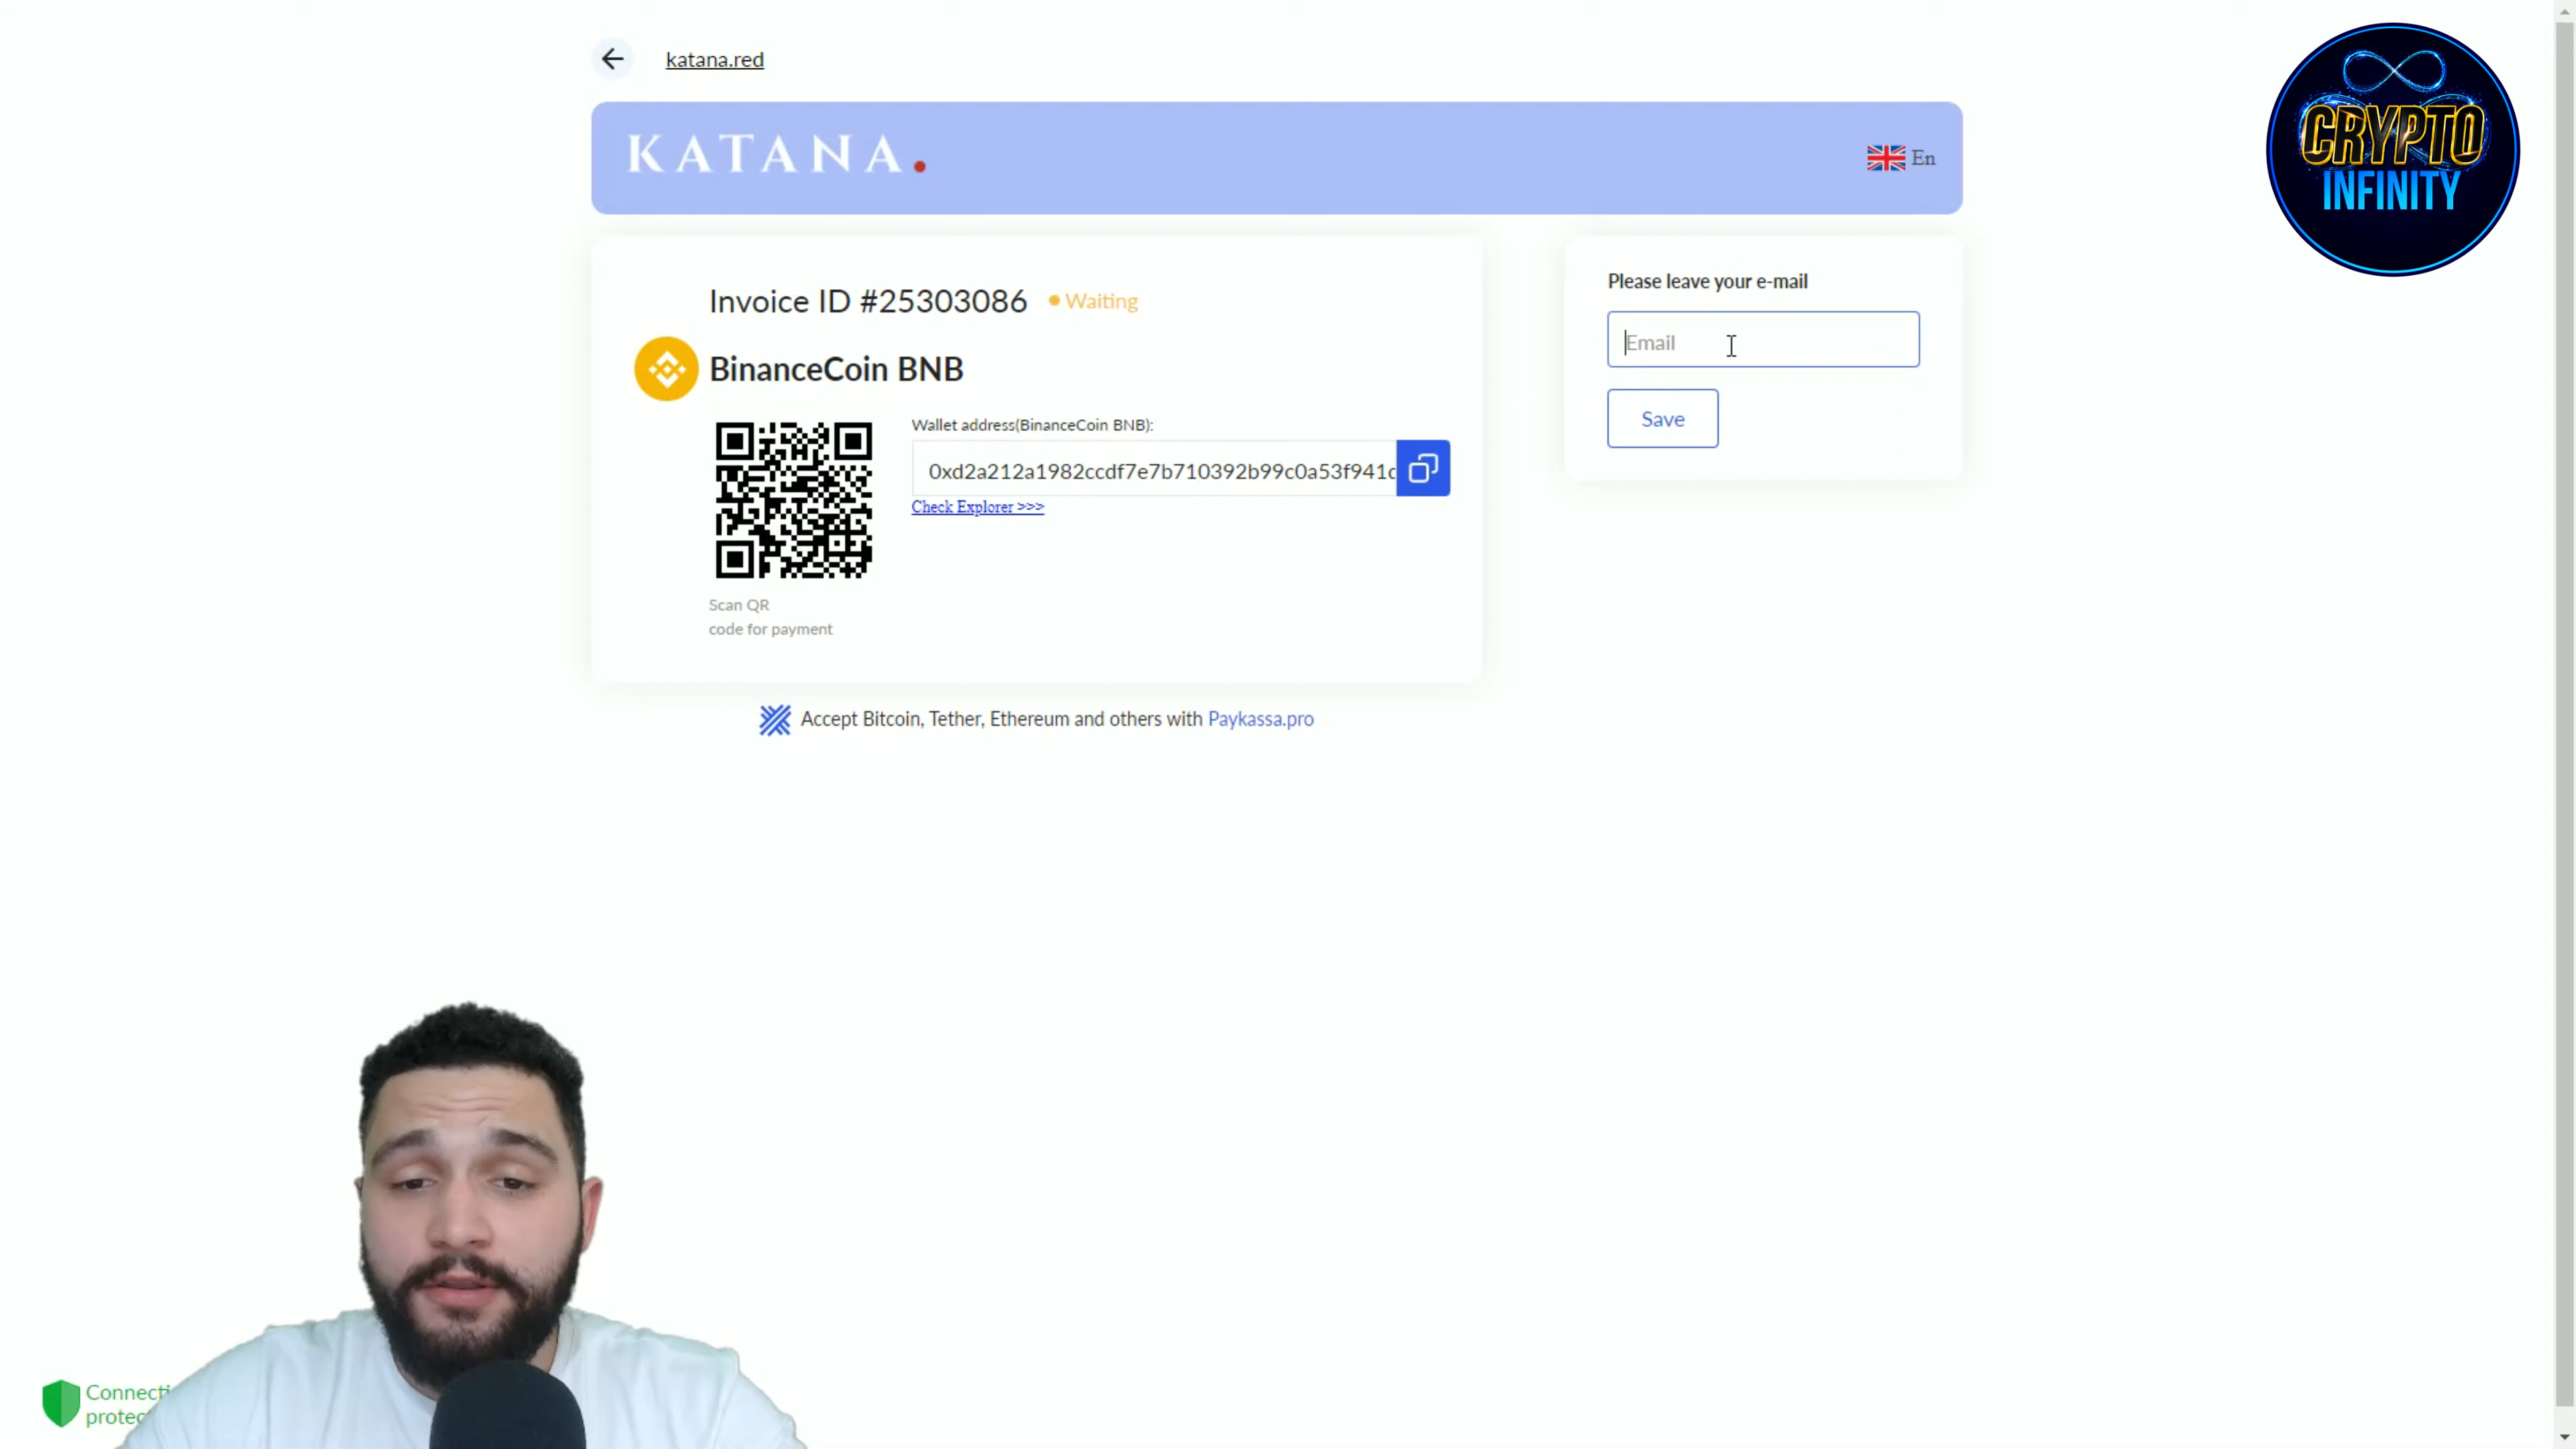 katana.red
KATANA.
En
CRYPTO
INFINITY
Invoice ID #25303086 Waiting
BinanceCoin BNB
Wallet address(BinanceCoin BNB):
0xd2a212a1982ccdf7e7b710392b99c0a53f941c
Check Explorer >>>
Scan QR
code for payment
Please leave your e-mail
Email
Save
Accept Bitcoin, Tether, Ethereum and others with Paykassa.pro